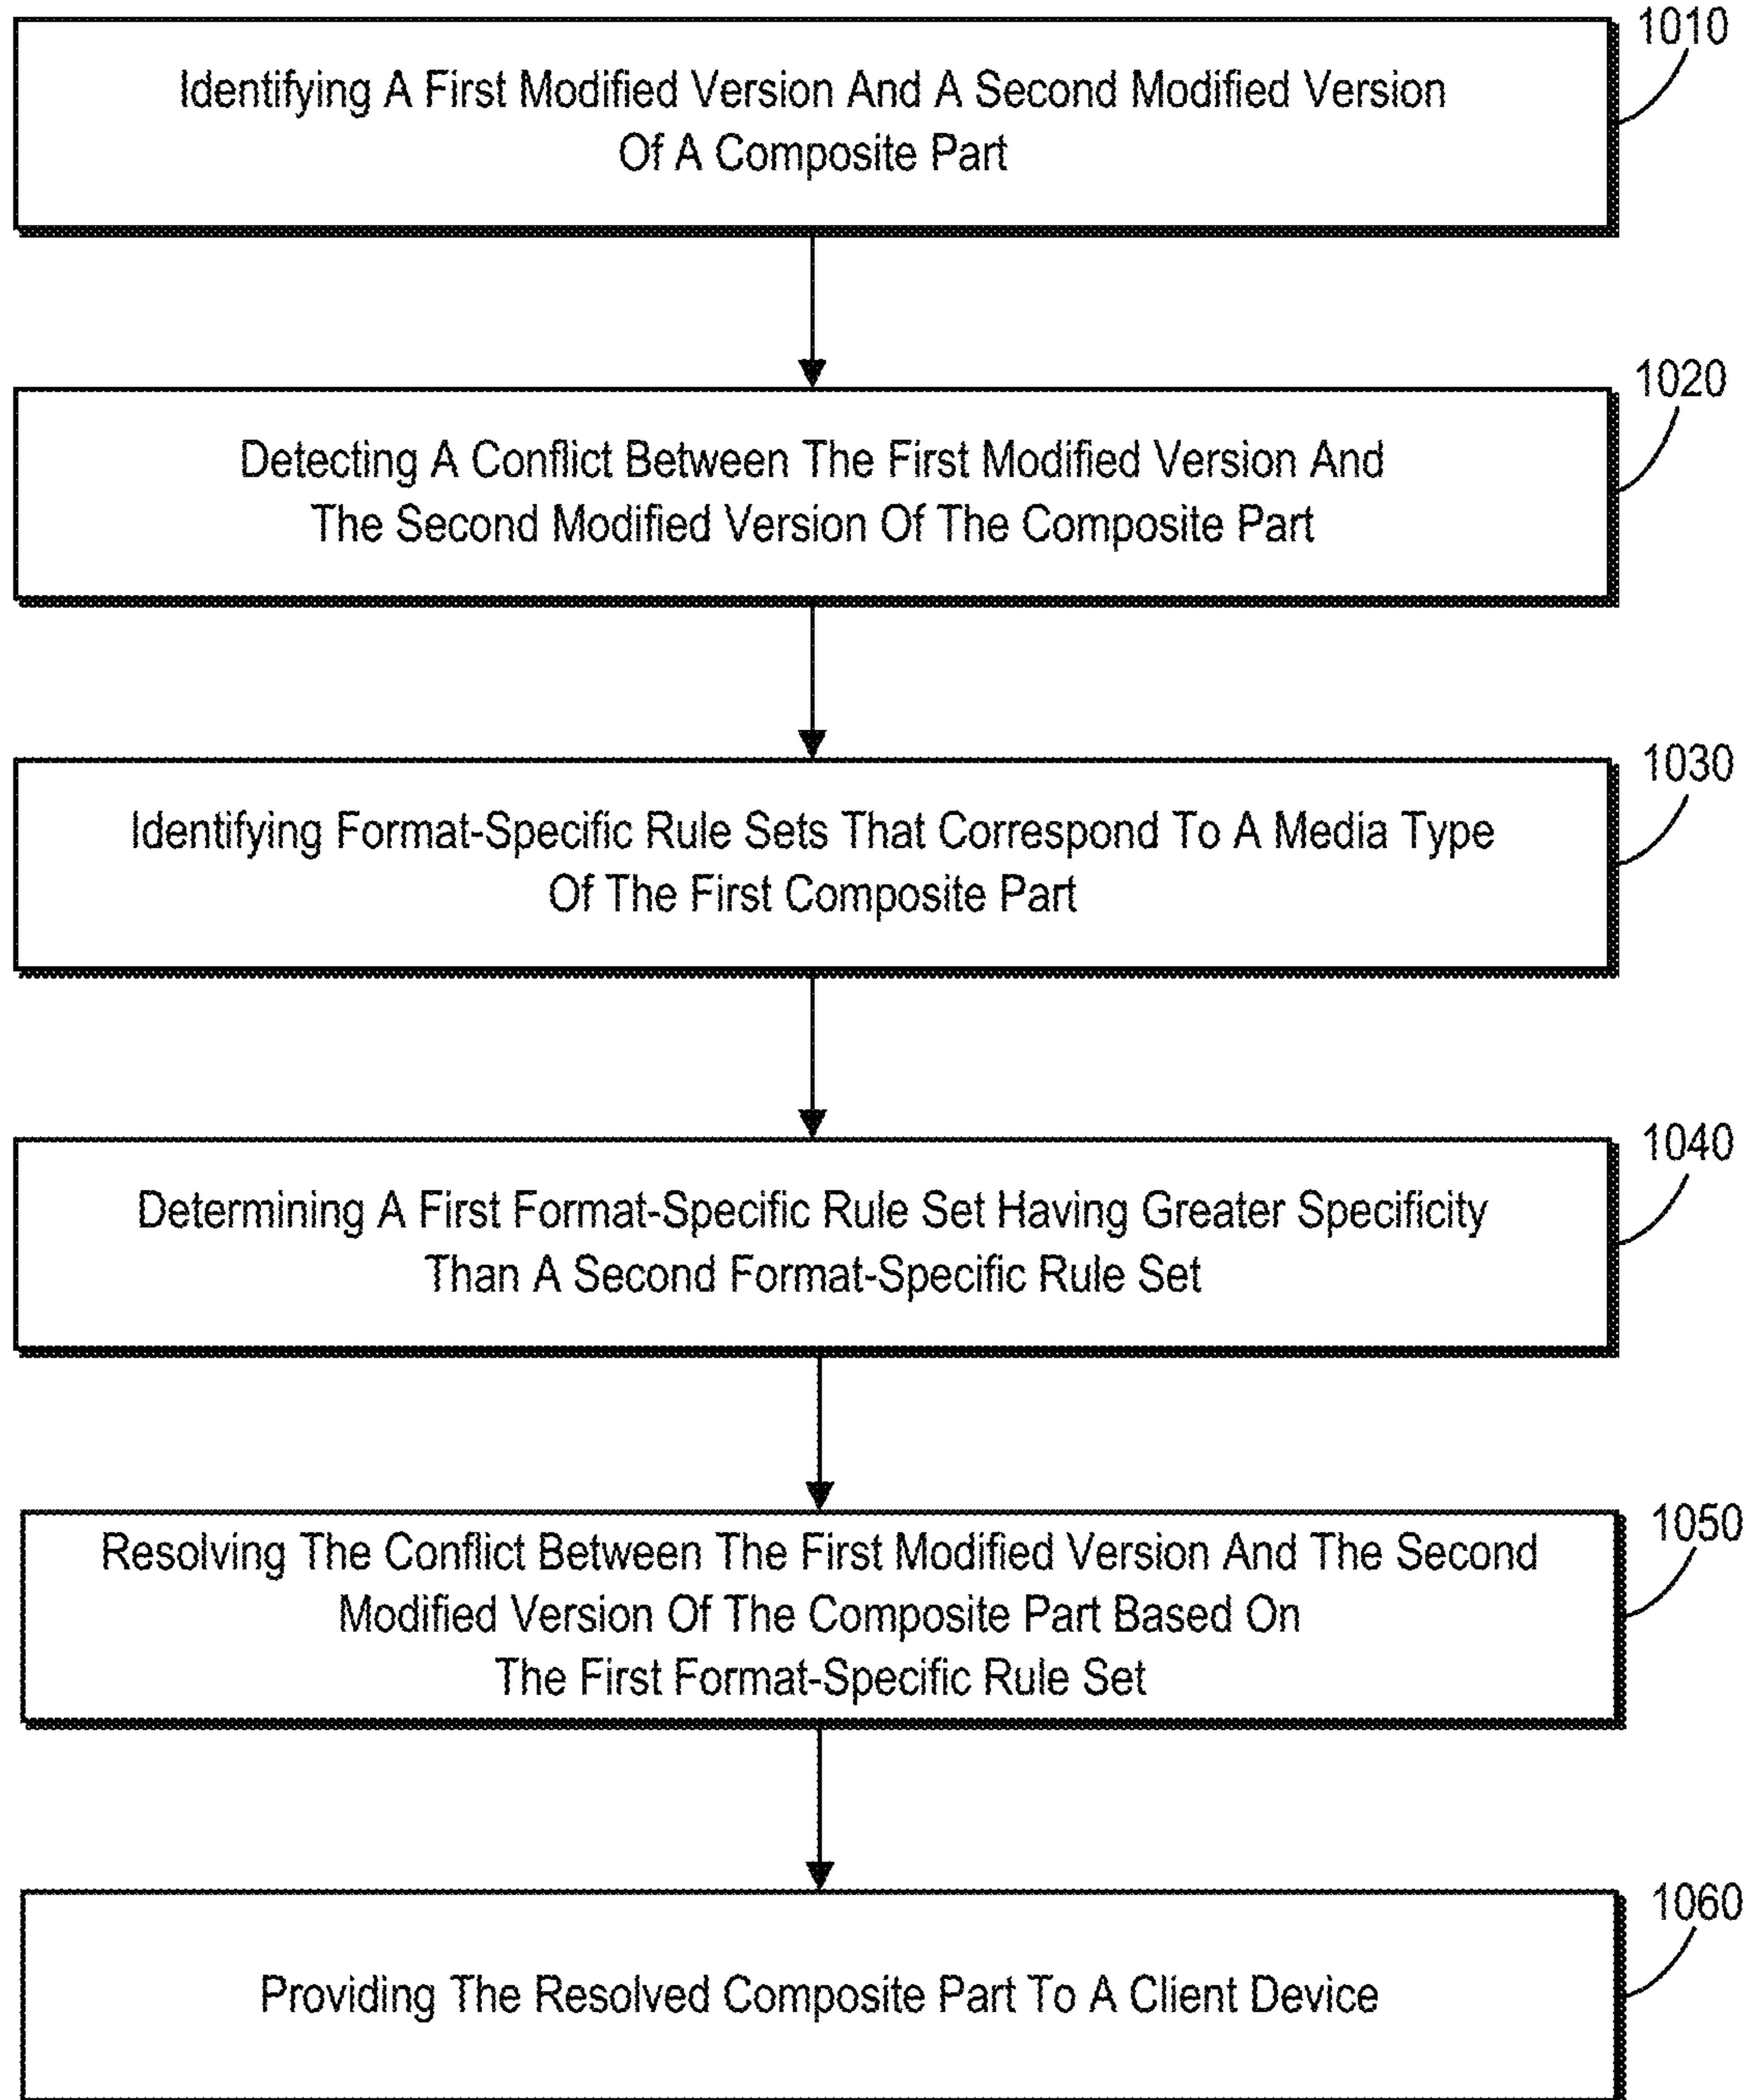 1010
Identifying A First Modified Version And A Second Modified Version
Of A Composite Part
1020
Detecting A Conflict Between The First Modified Version And
The Second Modified Version Of The Composite Part
1030
Identifying Format-Specific Rule Sets That Correspond To A Media Type
Of The First Composite Part
1040
Determining A First Format-Specific Rule Set Having Greater Specificity
Than A Second Format-Specific Rule Set
1050
Resolving The Conflict Between The First Modified Version And The Second
Modified Version Of The Composite Part Based On
The First Format-Specific Rule Set
1060
Providing The Resolved Composite Part To A Client Device